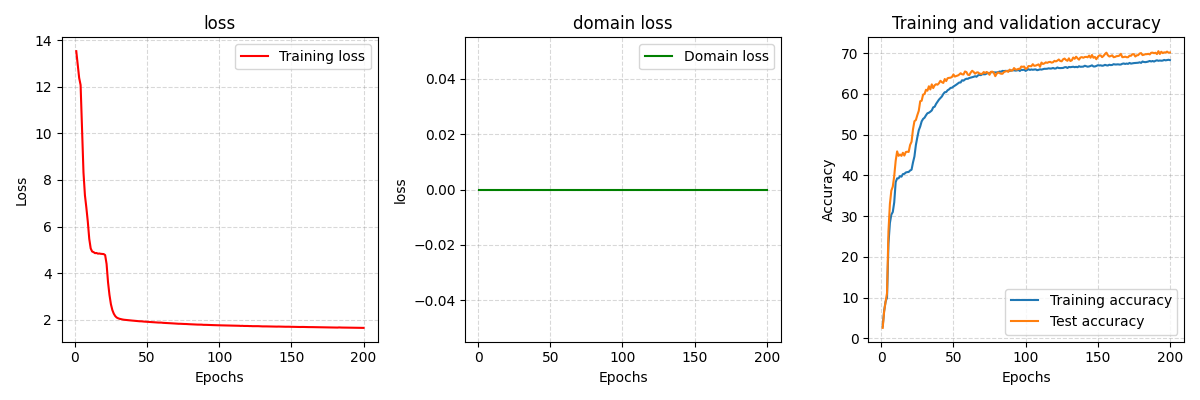 loss
Training loss
14
12
10
8
6
4
2
Loss
0
50
100
150
200
Epochs
domain loss
Domain loss
0.04
0.02
0.00
−0.02
−0.04
loss
0
50
100
150
200
Epochs
Training and validation accuracy
70
60
50
40
30
20
10
0
Accuracy
Training accuracy
Test accuracy
0
50
100
150
200
Epochs